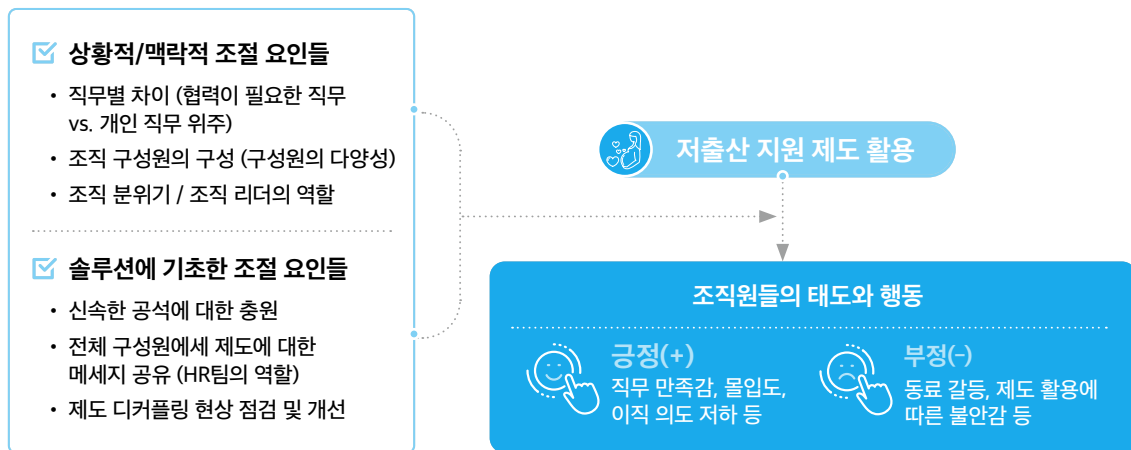 상황적/맥락적 조절 요인들
• 직무별 차이 (협력이 필요한 직무
vs. 개인 직무 위주)
• 조직 구성원의 구성 (구성원의 다양성)
• 조직 분위기 / 조직 리더의 역할
솔루션에 기초한 조절 요인들
• 신속한 공석에 대한 충원
• 전체 구성원에세 제도에 대한
메세지 공유 (HR팀의 역할)
• 제도 디커플링 현상 점검 및 개선
저출산 지원 제도 활용
조직원들의 태도와 행동
긍정(+)
직무 만족감, 몰입도,
이직 의도 저하 등
부정(-)
동료 갈등, 제도 활용에
따른 불안감 등